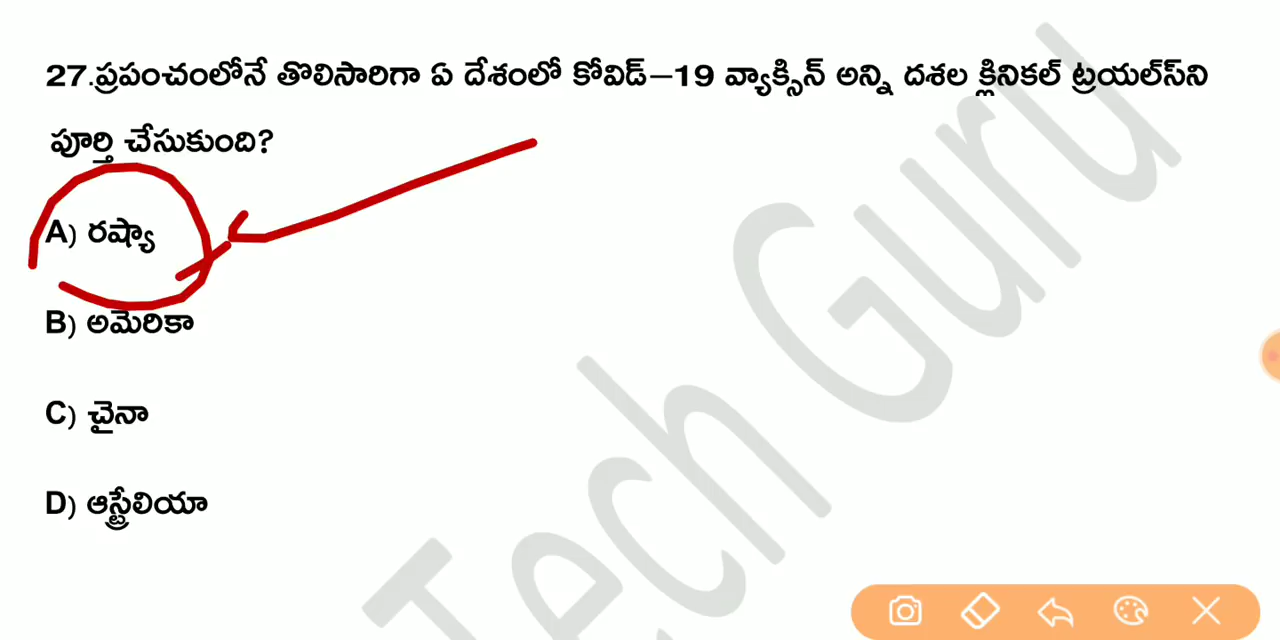 27.ప్రపంచంలోనే తొలిసారిగా ఏ దేశంలో కోవిడ్–19 వ్యాక్సిన్ అన్ని దశల క్లినికల్ ట్రయల్స్‌ని
పూర్తి చేసుకుంది?
A) రష్యా
B) అమెరికా
C) చైనా
D) ఆస్ట్రేలియా
Tech Guru